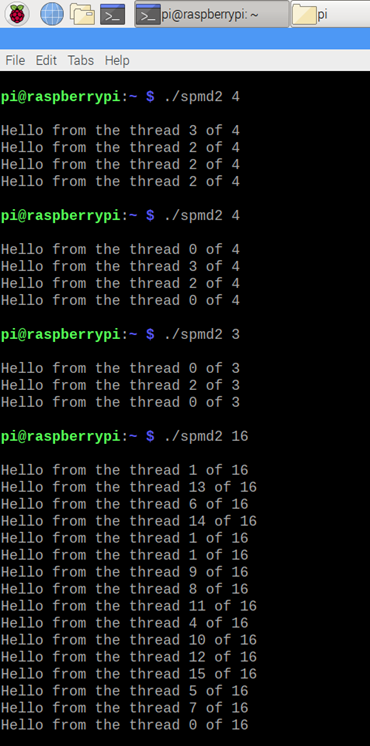 pi@raspberrypi: ~ pi
File Edit Tabs Help
pi@raspberrypi:~ $ ./spmd2 4
Hello from the thread 3 of 4
Hello from the thread 2 of 4
Hello from the thread 2 of 4
Hello from the thread 2 of 4
pi@raspberrypi:~ $ ./spmd2 4
Hello from the thread 0 of 4
Hello from the thread 3 of 4
Hello from the thread 2 of 4
Hello from the thread 0 of 4
pi@raspberrypi:~ $ ./spmd2 3
Hello from the thread 0 of 3
Hello from the thread 2 of 3
Hello from the thread 0 of 3
pi@raspberrypi:~ $ ./spmd2 16
Hello from the thread 1 of 16
Hello from the thread 13 of 16
Hello from the thread 6 of 16
Hello from the thread 14 of 16
Hello from the thread 1 of 16
Hello from the thread 1 of 16
Hello from the thread 9 of 16
Hello from the thread 8 of 16
Hello from the thread 11 of 16
Hello from the thread 4 of 16
Hello from the thread 10 of 16
Hello from the thread 12 of 16
Hello from the thread 15 of 16
Hello from the thread 5 of 16
Hello from the thread 7 of 16
Hello from the thread 0 of 16